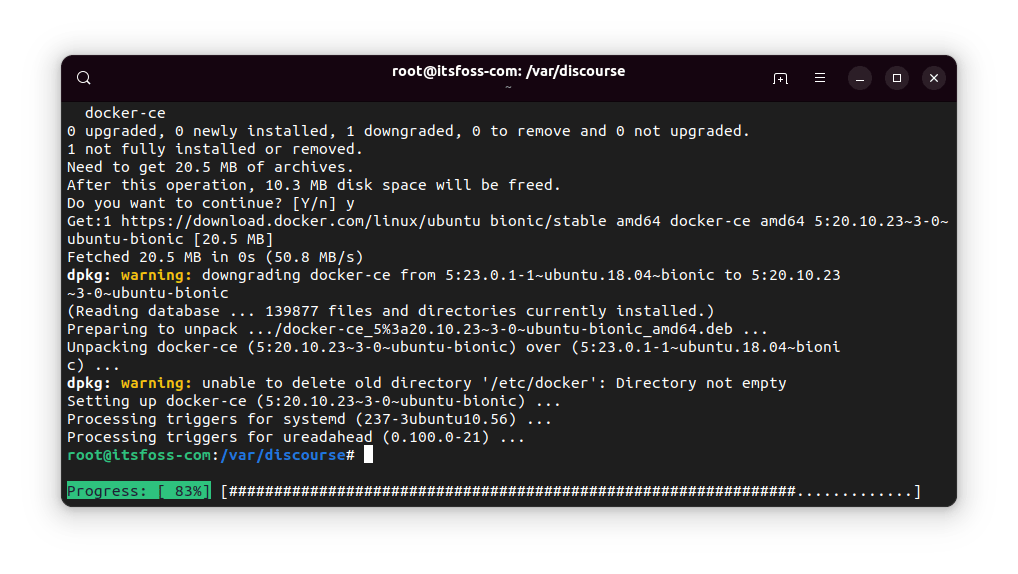 root@itsfoss-com: /var/discourse
~
docker-ce
0 upgraded, 0 newly installed, 1 downgraded, 0 to remove and 0 not upgraded.
1 not fully installed or removed.
Need to get 20.5 MB of archives.
After this operation, 10.3 MB disk space will be freed.
Do you want to continue? [Y/n] y
Get:1 https://download.docker.com/linux/ubuntu bionic/stable amd64 docker-ce amd64 5:20.10.23~3-0~
ubuntu-bionic [20.5 MB]
Fetched 20.5 MB in 0s (50.8 MB/s)
dpkg: warning: downgrading docker-ce from 5:23.0.1-1~ubuntu.18.04~bionic to 5:20.10.23
~3-0~ubuntu-bionic
(Reading database ... 139877 files and directories currently installed.)
Preparing to unpack .../docker-ce_5%3a20.10.23~3-0~ubuntu-bionic_amd64.deb ...
Unpacking docker-ce (5:20.10.23~3-0~ubuntu-bionic) over (5:23.0.1-1~ubuntu.18.04~bioni
c) ...
dpkg: warning: unable to delete old directory '/etc/docker': Directory not empty
Setting up docker-ce (5:20.10.23~3-0~ubuntu-bionic) ...
Processing triggers for systemd (237-3ubuntu10.56) ...
Processing triggers for ureadahead (0.100.0-21) ...
root@itsfoss-com:/var/discourse#
Progress: [ 83%] [###############################################################.............]